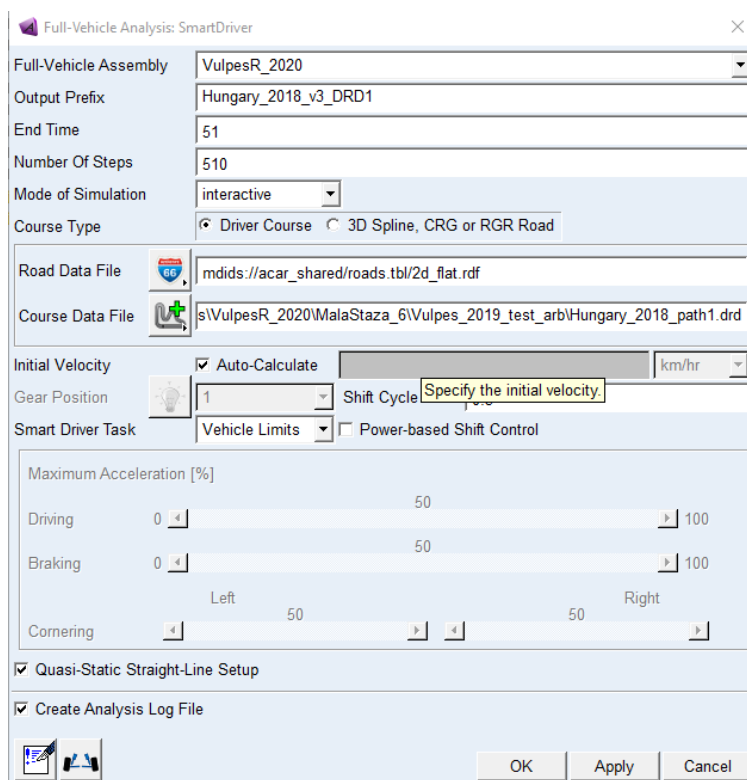 Full-Vehicle Analysis: SmartDriver
Full-Vehicle Assembly VulpesR_2020
Output Prefix Hungary_2018_v3_DRD1
End Time 51
Number Of Steps 510
Mode of Simulation interactive
Course Type Driver Course 3D Spline, CRG or RGR Road
Road Data File 66 mdids://acar_shared/roads.tbl/2d_flat.rdf
Course Data File s\VulpesR_2020\MalaStaza_6\Vulpes_2019_test_arb\Hungary_2018_path1.drd
Initial Velocity Auto-Calculate km/hr
Specify the initial velocity.
Gear Position 1 Shift Cycle
Smart Driver Task Vehicle Limits Power-based Shift Control
Maximum Acceleration [%]
50
Driving 0 100
50
Braking 0 100
Left Right
50 50
Cornering
Quasi-Static Straight-Line Setup
Create Analysis Log File
OK Apply Cancel